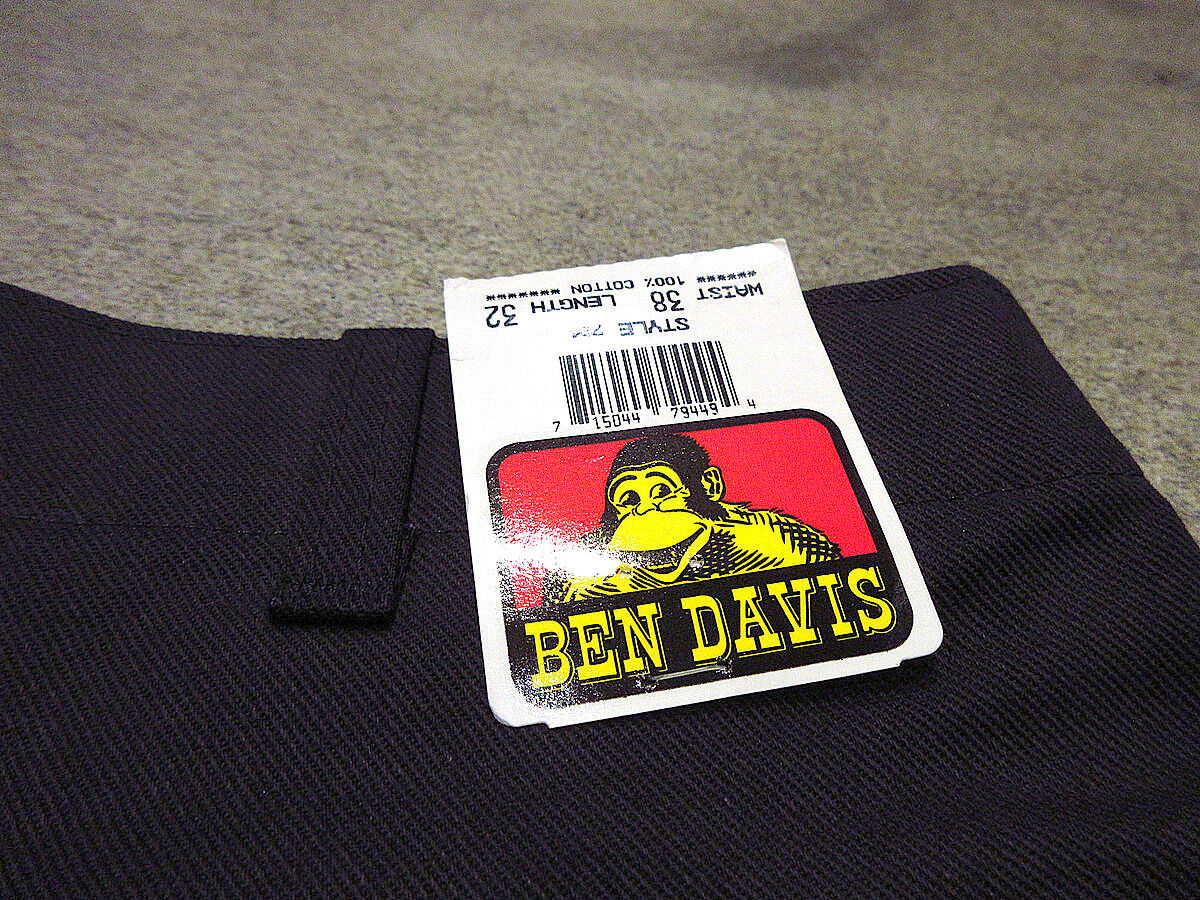 STYLE
WAIST 38 LENGTH 32
****** 100% COTTON ********
7 15044 79449 4
BEN DAVIS